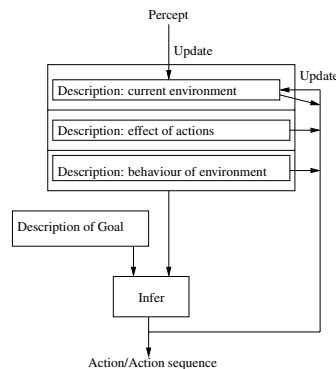 Percept
Update
Update
Description: current environment
Description: effect of actions
Description: behaviour of environment
Description of Goal
Infer
Action/Action sequence